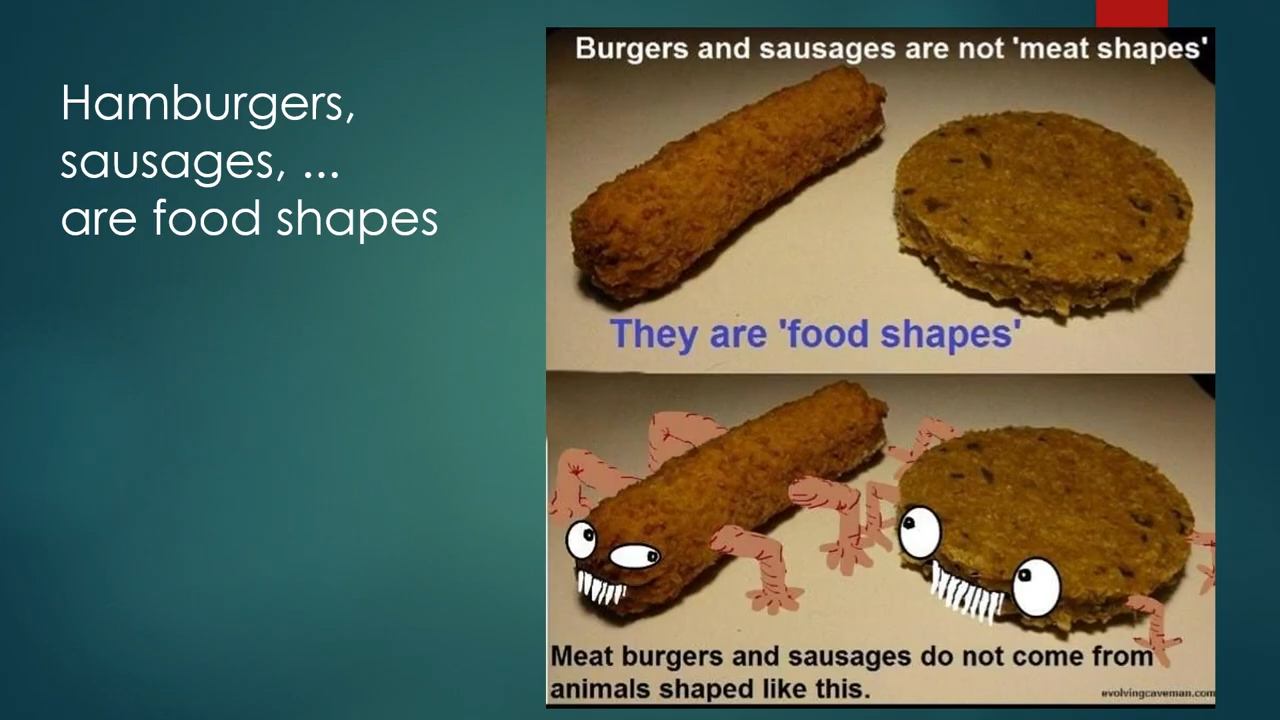 Hamburgers,
sausages, ...
are food shapes
Burgers and sausages are not 'meat shapes'
They are 'food shapes'
Meat burgers and sausages do not come from
animals shaped like this.
evolvingcaveman.com